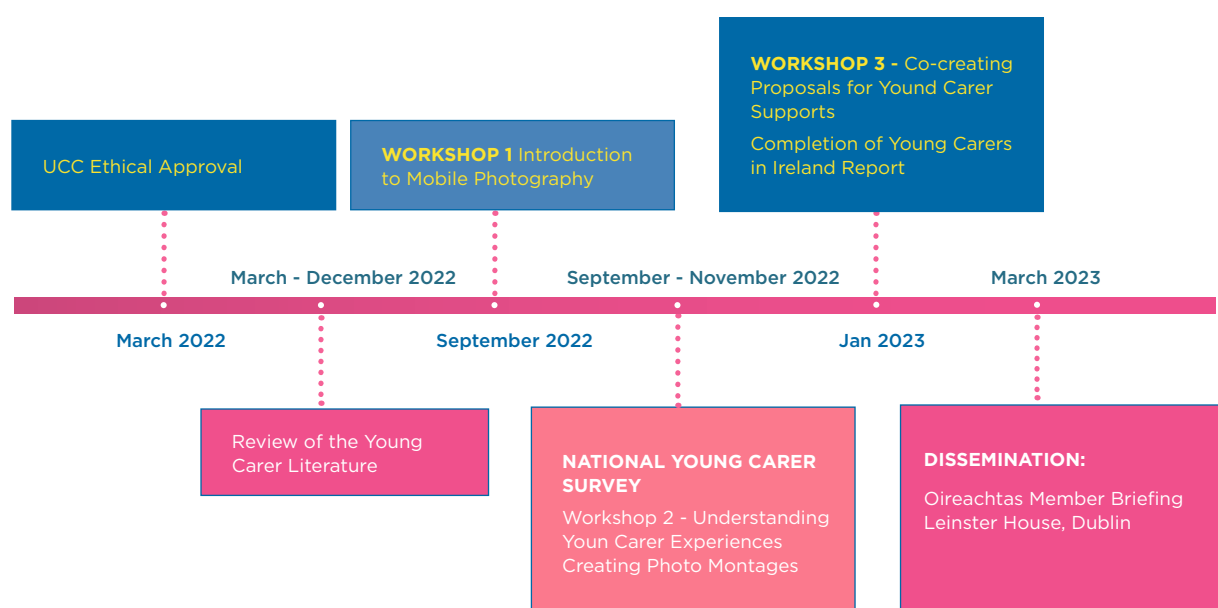 WORKSHOP 3 - Co-creating
Proposals for Yound Carer
Supports
Completion of Young Carers
in Ireland Report
UCC Ethical Approval
WORKSHOP 1 Introduction
to Mobile Photography
March - December 2022
September - November 2022
March 2023
March 2022
September 2022
Jan 2023
Review of the Young
Carer Literature
NATIONAL YOUNG CARER
SURVEY
Workshop 2 - Understanding
Youn Carer Experiences
Creating Photo Montages
DISSEMINATION:
Oireachtas Member Briefing
Leinster House, Dublin